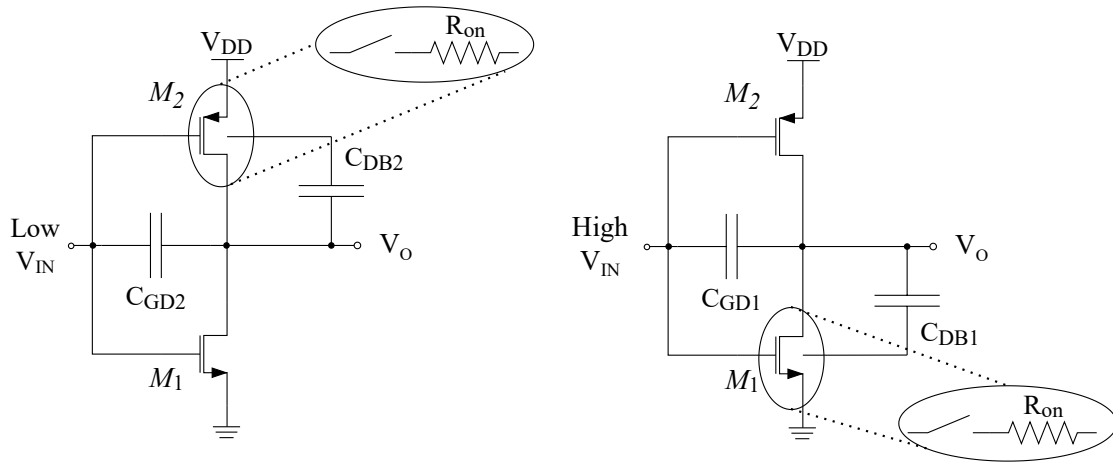 V_DD
R_on
M_2
C_DB2
Low
V_IN
V_O
C_GD2
M_1
V_DD
M_2
High
V_IN
V_O
C_GD1
C_DB1
M_1
R_on